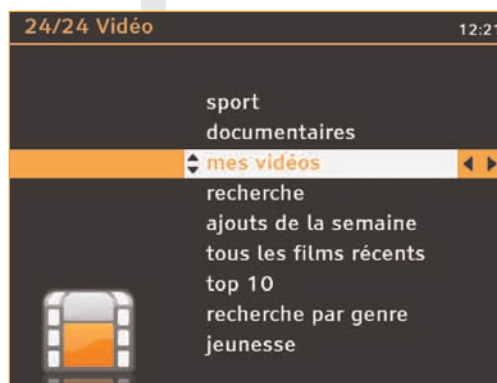 24/24 Vidéo
12:21
sport
documentaires
mes vidéos
recherche
ajouts de la semaine
tous les films récents
top 10
recherche par genre
jeunesse